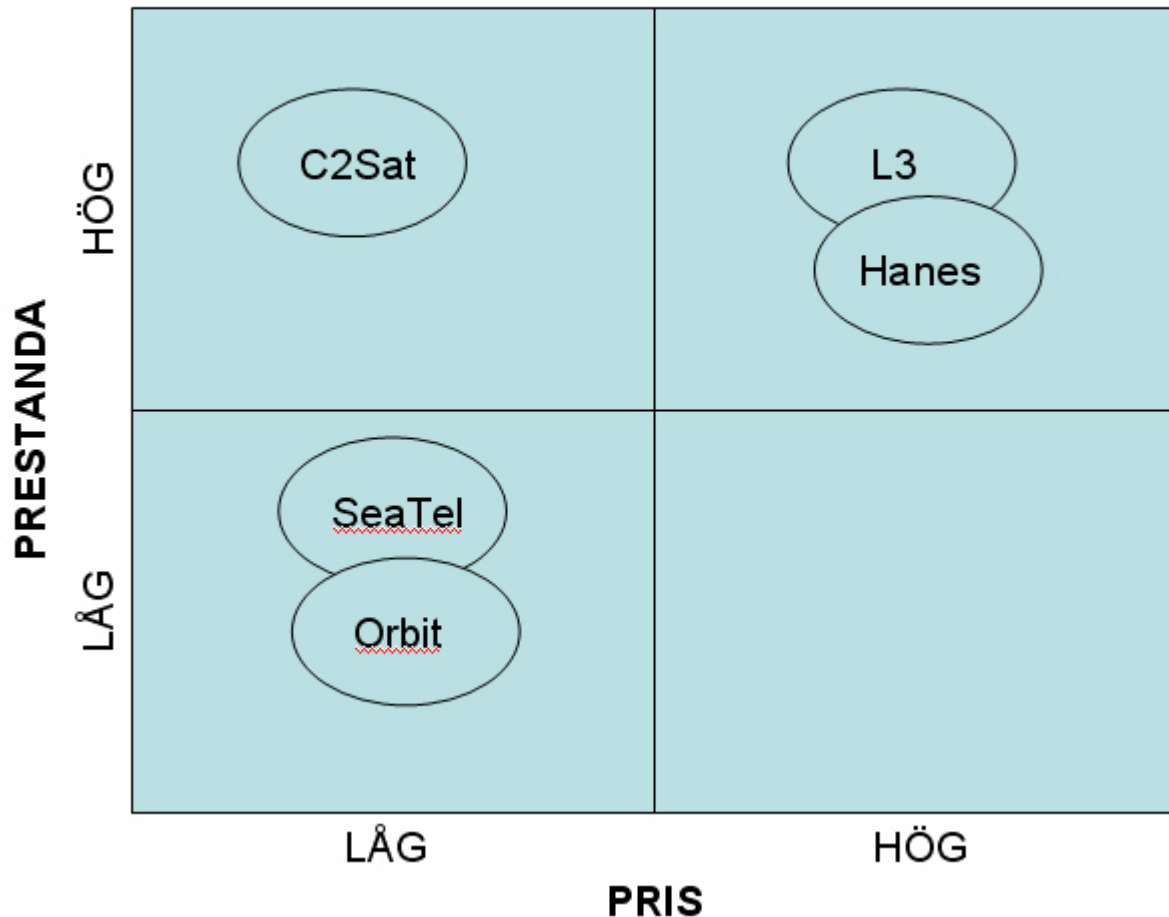 C2Sat
L3
Hanes
SeaTel
Orbit
PRESTANDA
HÖG
LÅG
LÅG
HÖG
PRIS